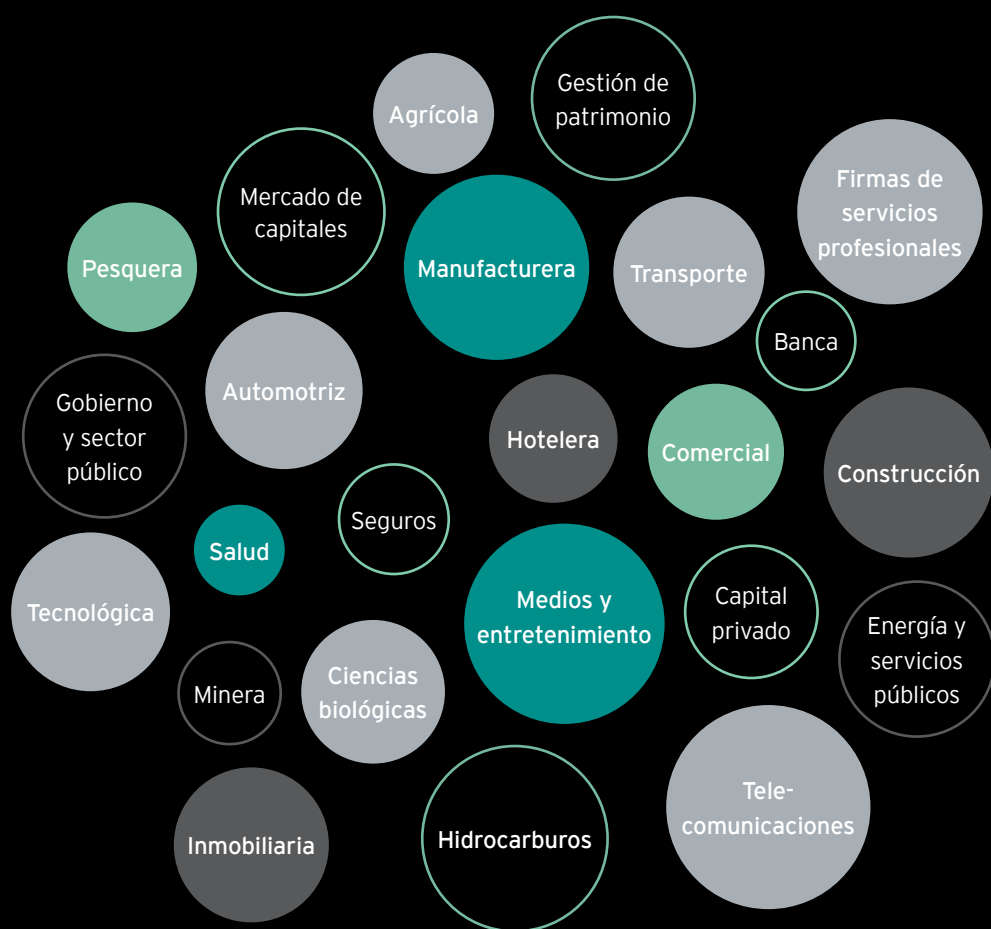 Gestión de
patrimonio
Agrícola
Mercado de
capitales
Firmas de
servicios
profesionales
Pesquera
Manufacturera
Transporte
Banca
Automotriz
Gobierno
y sector
público
Hotelera
Comercial
Construcción
Seguros
Salud
Tecnológica
Medios y
entretenimiento
Capital
privado
Energía y
servicios
públicos
Minera
Ciencias
biológicas
Tele-
comunicaciones
Inmobiliaria
Hidrocarburos